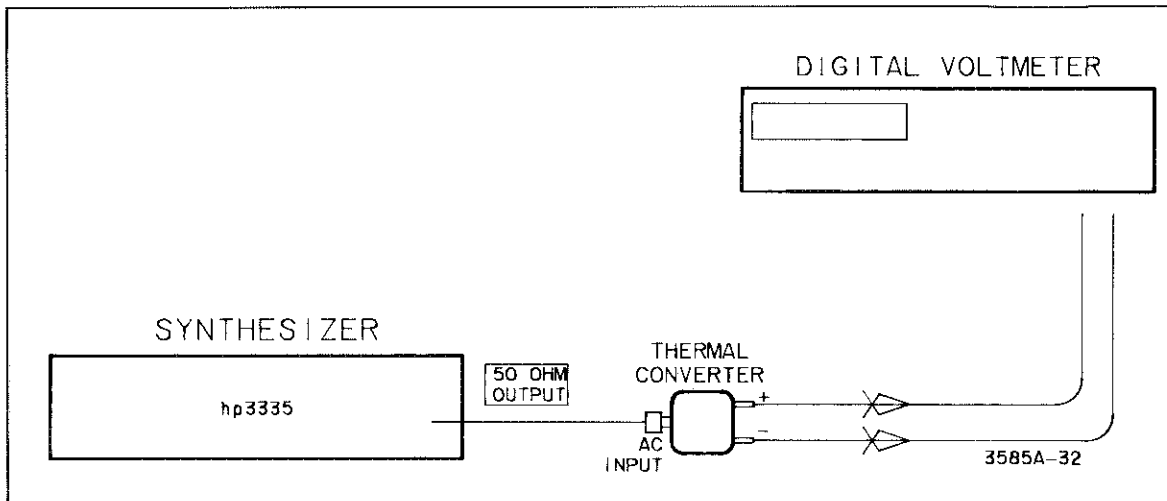 DIGITAL VOLTMETER
SYNTHESIZER
hp3335
50 OHM
OUTPUT
THERMAL
CONVERTER
+
-
AC
INPUT
3585A-32